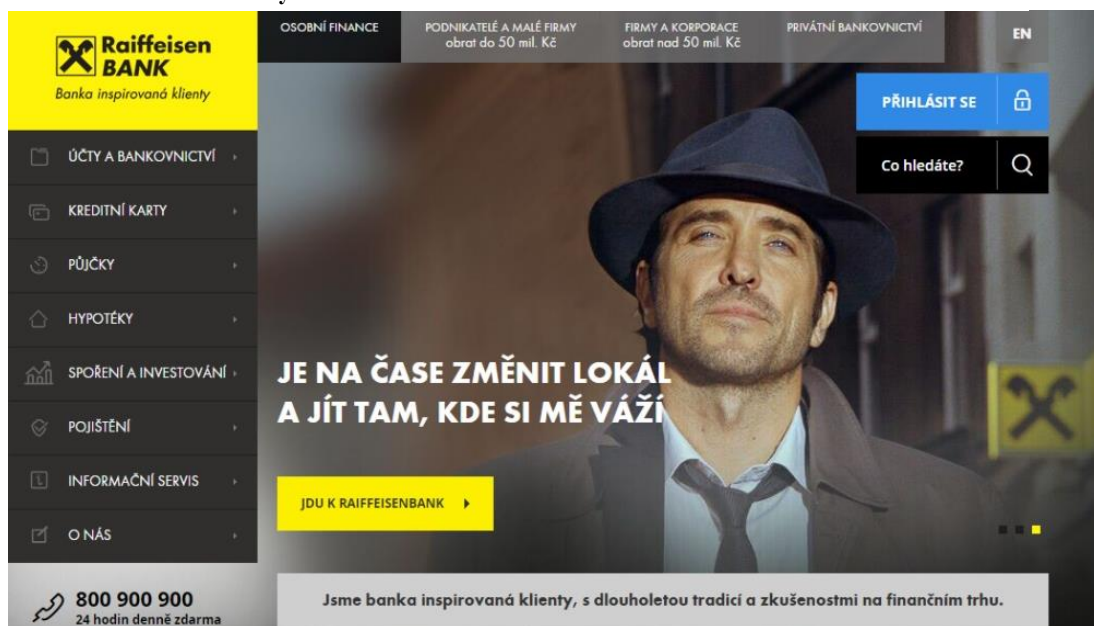 Raiffeisen
BANK
Banka inspirovaná klienty
OSOBNÍ FINANCE
PODNIKATELÉ A MALÉ FIRMY
obrat do 50 mil. Kč
FIRMY A KORPORACE
obrat nad 50 mil. Kč
PRIVÁTNÍ BANKOVNICTVÍ
EN
PŘIHLÁSIT SE
Co hledáte?
ÚČTY A BANKOVNICTVÍ
KREDITNÍ KARTY
PŮJČKY
HYPOTÉKY
SPOŘENÍ A INVESTOVÁNÍ
POJIŠTĚNÍ
INFORMAČNÍ SERVIS
O NÁS
JE NA ČASE ZMĚNIT LOKÁL
A JÍT TAM, KDE SI MĚ VÁŽÍ
JDU K RAIFFEISENBANK
800 900 900
24 hodin denně zdarma
Jsme banka inspirovaná klienty, s dlouholetou tradicí a zkušenostmi na finančním trhu.